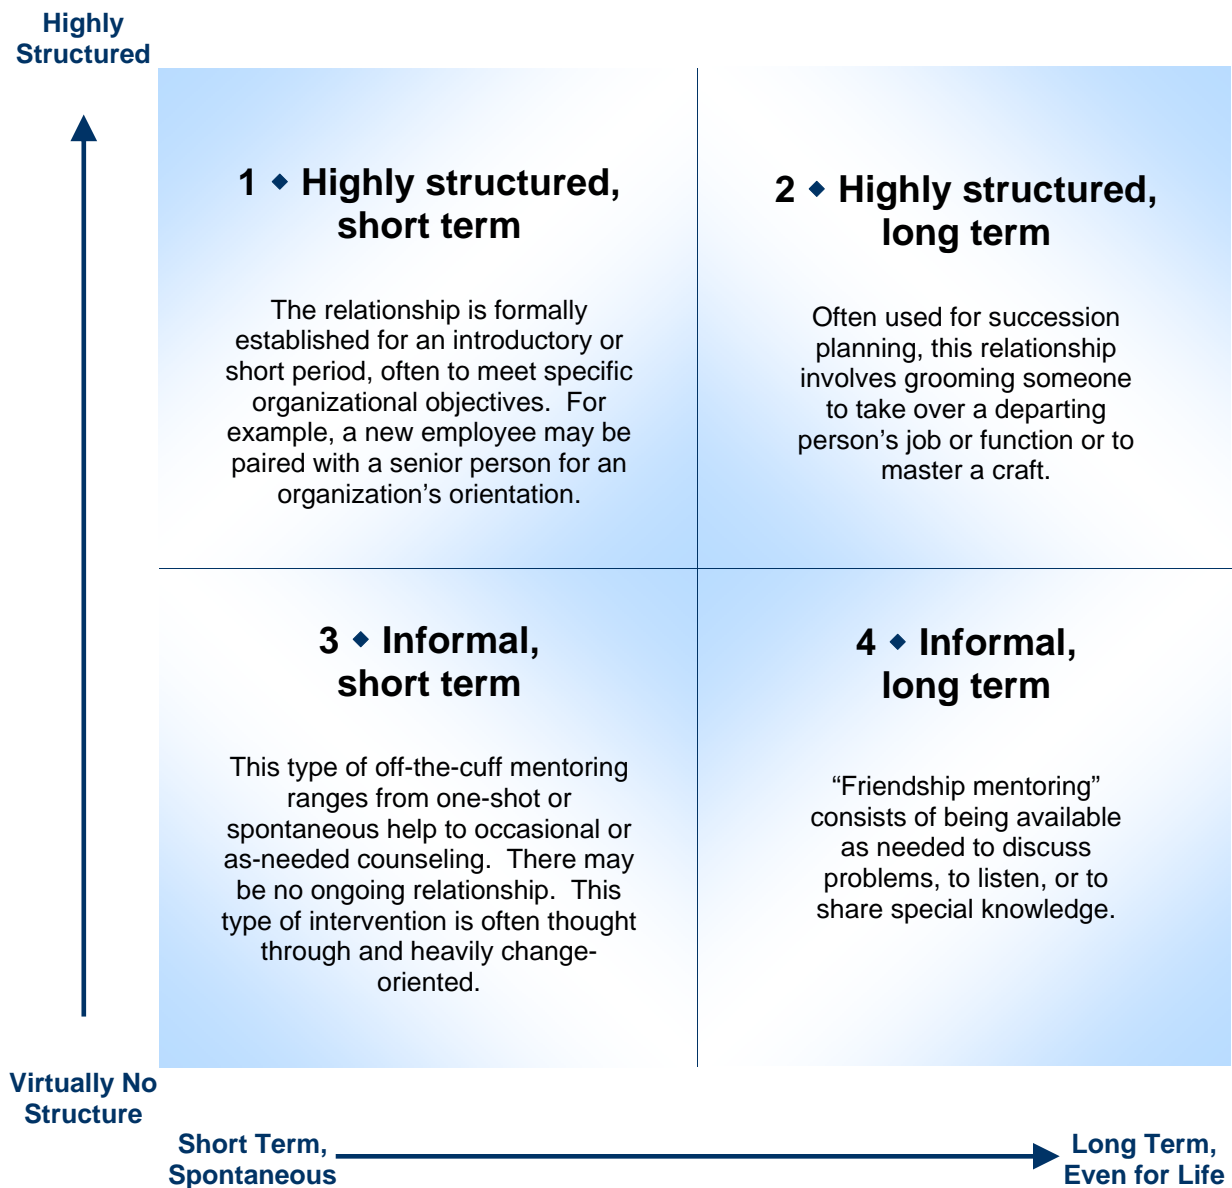 Highly
Structured
1 ◆ Highly structured,
short term
The relationship is formally
established for an introductory or
short period, often to meet specific
organizational objectives.  For
example, a new employee may be
paired with a senior person for an
organization's orientation.
2 ◆ Highly structured,
long term
Often used for succession
planning, this relationship
involves grooming someone
to take over a departing
person's job or function or to
master a craft.
3 ◆ Informal,
short term
This type of off-the-cuff mentoring
ranges from one-shot or
spontaneous help to occasional or
as-needed counseling.  There may
be no ongoing relationship.  This
type of intervention is often thought
through and heavily change-
oriented.
4 ◆ Informal,
long term
“Friendship mentoring”
consists of being available
as needed to discuss
problems, to listen, or to
share special knowledge.
Virtually No
Structure
Short Term,
Spontaneous
Long Term,
Even for Life